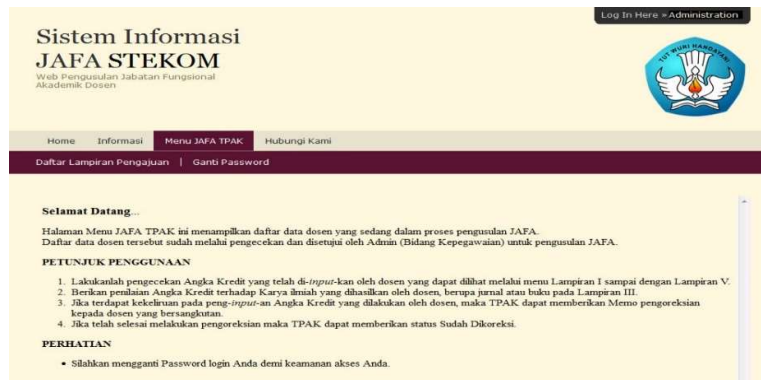 Log In Here » Administration
Sistem Informasi
JAFA STEKOM
Web Pengusulan Jabatan Fungsional
Akademik Dosen
TUT WURI HANDAYANI
Home Informasi Menu JAFA TPAK Hubungi Kami
Daftar Lampiran Pengajuan | Ganti Password
Selamat Datang...
Halaman Menu JAFA TPAK ini menampilkan daftar data dosen yang sedang dalam proses pengusulan JAFA.
Daftar data dosen tersebut sudah melalui pengecekan dan disetujui oleh Admin (Bidang Kepegawaian) untuk pengusulan JAFA.
PETUNJUK PENGGUNAAN
1. Lakukanlah pengecekan Angka Kredit yang telah di-input-kan oleh dosen yang dapat dilihat melalui menu Lampiran I sampai dengan Lampiran V.
2. Berikan penilaian Angka Kredit terhadap Karya ilmiah yang dihasilkan oleh dosen, berupa jurnal atau buku pada Lampiran III.
3. Jika terdapat kekeliruan pada peng-input-an Angka Kredit yang dilakukan oleh dosen, maka TPAK dapat memberikan Memo pengoreksian
kepada dosen yang bersangkutan.
4. Jika telah selesai melakukan pengoreksian maka TPAK dapat memberikan status Sudah Dikoreksi.
PERHATIAN
• Silahkan mengganti Password login Anda demi keamanan akses Anda.